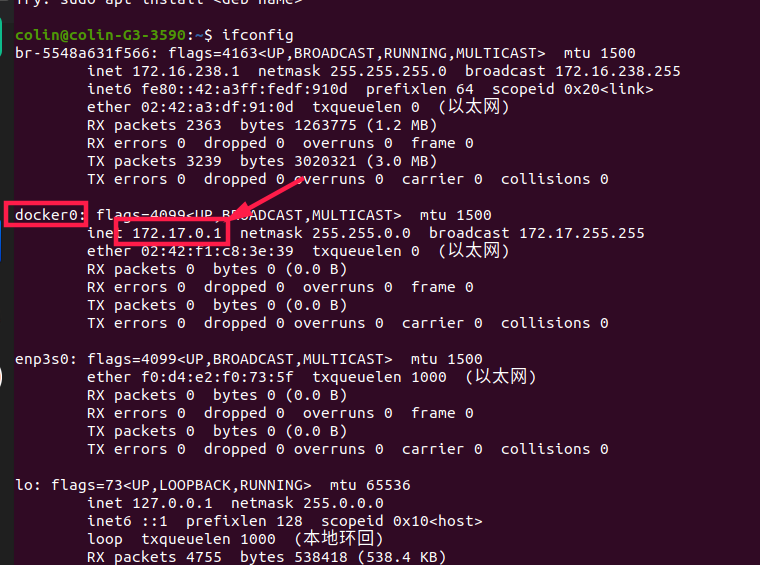 Try: sudo apt install <deb name>
colin@colin-G3-3590:~$ ifconfig
br-5548a631f566: flags=4163<UP,BROADCAST,RUNNING,MULTICAST>  mtu 1500
        inet 172.16.238.1  netmask 255.255.255.0  broadcast 172.16.238.255
        inet6 fe80::42:a3ff:fedf:910d  prefixlen 64  scopeid 0x20<link>
        ether 02:42:a3:df:91:0d  txqueuelen 0  (以太网)
        RX packets 2363  bytes 1263775 (1.2 MB)
        RX errors 0  dropped 0  overruns 0  frame 0
        TX packets 3239  bytes 3020321 (3.0 MB)
        TX errors 0  dropped 0 overruns 0  carrier 0  collisions 0
docker0: flags=4099<UP,BROADCAST,MULTICAST>  mtu 1500
        inet 172.17.0.1  netmask 255.255.0.0  broadcast 172.17.255.255
        ether 02:42:f1:c8:3e:39  txqueuelen 0  (以太网)
        RX packets 0  bytes 0 (0.0 B)
        RX errors 0  dropped 0  overruns 0  frame 0
        TX packets 0  bytes 0 (0.0 B)
        TX errors 0  dropped 0 overruns 0  carrier 0  collisions 0
enp3s0: flags=4099<UP,BROADCAST,MULTICAST>  mtu 1500
        ether f0:d4:e2:f0:73:5f  txqueuelen 1000  (以太网)
        RX packets 0  bytes 0 (0.0 B)
        RX errors 0  dropped 0  overruns 0  frame 0
        TX packets 0  bytes 0 (0.0 B)
        TX errors 0  dropped 0 overruns 0  carrier 0  collisions 0
lo: flags=73<UP,LOOPBACK,RUNNING>  mtu 65536
        inet 127.0.0.1  netmask 255.0.0.0
        inet6 ::1  prefixlen 128  scopeid 0x10<host>
        loop  txqueuelen 1000  (本地环回)
        RX packets 4755  bytes 538418 (538.4 KB)